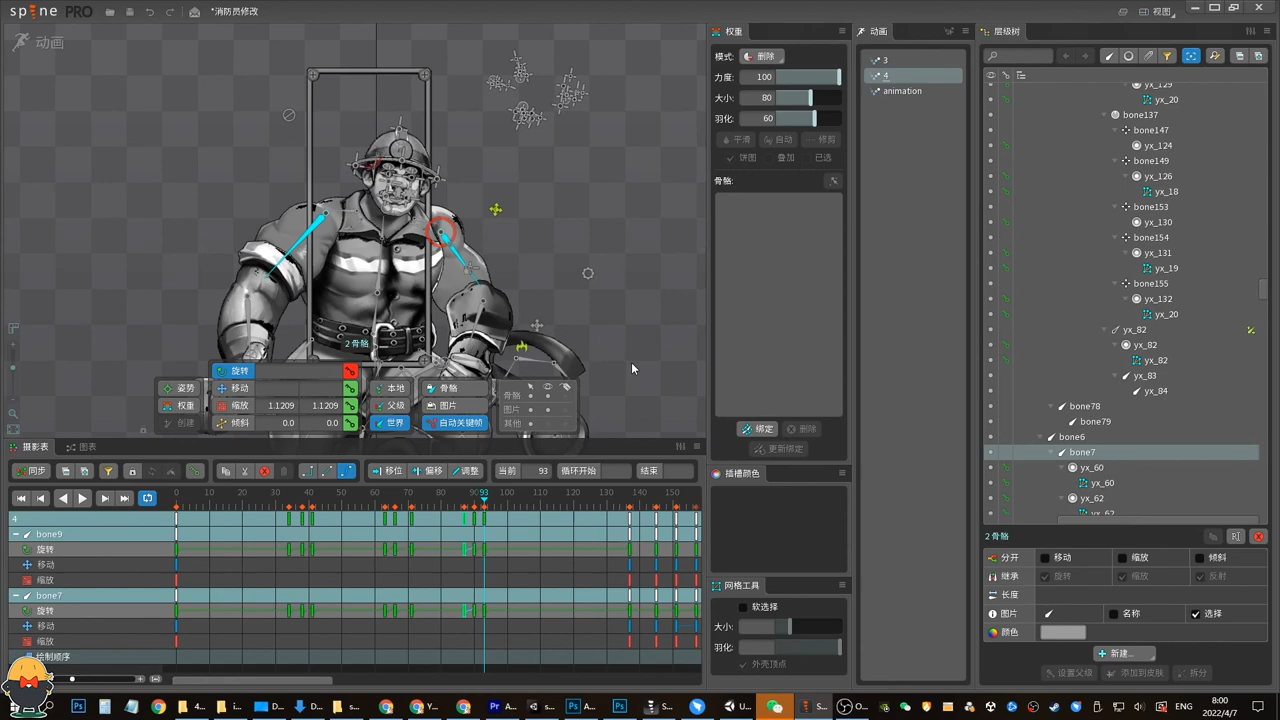 spine PRO
*消防员修改
视图
动画
2 骨骼
姿势
权重
创建
旋转
移动
缩放 1.1209 1.1209
倾斜 0.0 0.0
本地
父级
世界
骨骼
图片
自动关键帧
骨骼
图片
其他
权重
模式: 删除
力度: 100
大小: 80
羽化: 60
平滑 自动 修剪
饼图 叠加 已选
骨骼:
绑定 删除
更新绑定
插槽颜色
网格工具
软选择
大小:
羽化:
外壳顶点
动画
3
4
animation
层级树
yx_129
yx_20
bone137
bone147
yx_124
bone149
yx_126
yx_18
bone153
yx_130
bone154
yx_131
yx_19
bone155
yx_132
yx_20
yx_82
yx_82
yx_82
yx_83
yx_84
bone78
bone79
bone6
bone7
yx_60
yx_60
yx_62
yx_62
2 骨骼
分开 移动 缩放 倾斜
继承 旋转 缩放 反射
长度
图片 名称 选择
颜色
新建...
设置父级 添加到皮肤 拆分
摄影表 图表
同步 移位 偏移 调整 当前 93 循环开始 结束
0 10 20 30 40 50 60 70 80 93 100 110 120 130 140 150
4
bone9
旋转
移动
缩放
bone7
旋转
移动
缩放
绘制顺序
ENG
8:00
2022/4/7